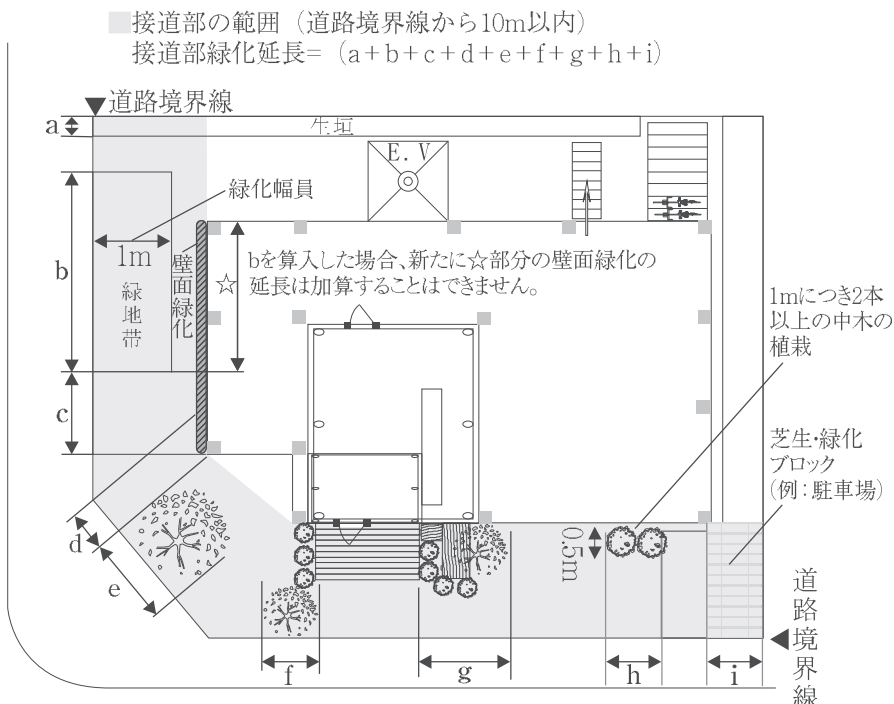 接道部の範囲（道路境界線から10m以内）
接道部緑化延長=（a+b+c+d+e+f+g+h+i）
道路境界線
a
生垣
E.V
緑化幅員
1m
b
緑地帯
壁面緑化
☆
bを算入した場合、新たに☆部分の壁面緑化の
延長は加算することはできません。
1mにつき2本
以上の中木の
植栽
c
芝生・緑化
ブロック
(例：駐車場)
d
e
0.5m
道路境界線
f
g
h
i